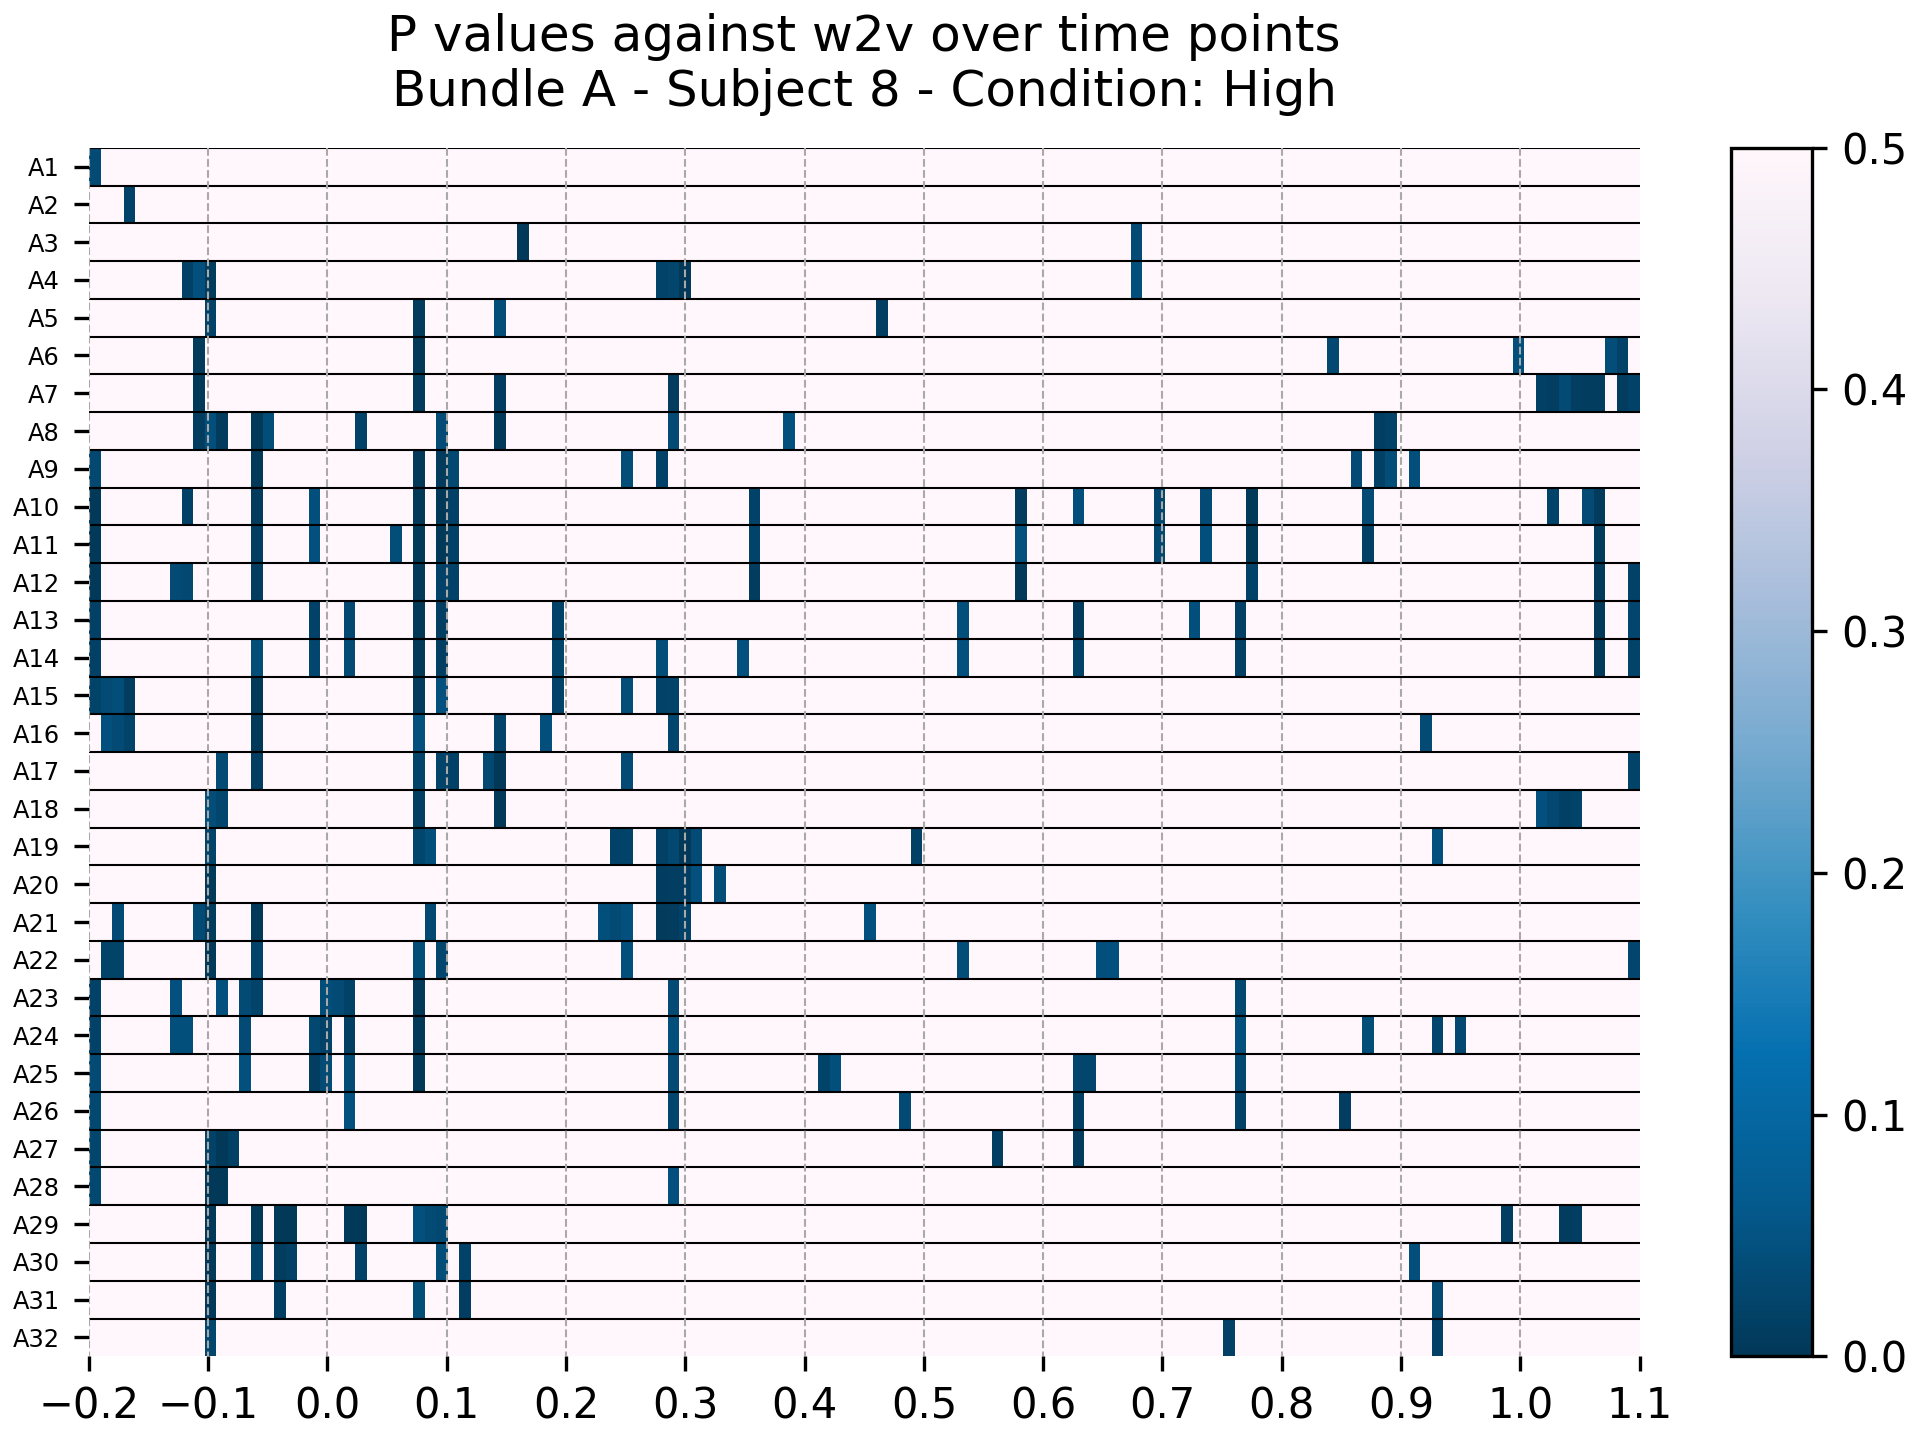 P values against w2v over time points
Bundle A - Subject 8 - Condition: High
A1
A2
A3
A4
A5
A6
A7
A8
A9
A10
A11
A12
A13
A14
A15
A16
A17
A18
A19
A20
A21
A22
A23
A24
A25
A26
A27
A28
A29
A30
A31
A32
−0.2 −0.1 0.0 0.1 0.2 0.3 0.4 0.5 0.6 0.7 0.8 0.9 1.0 1.1
0.5
0.4
0.3
0.2
0.1
0.0